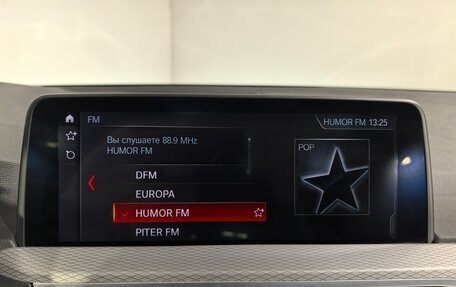 FM
HUMOR FM 13:25
Вы слушаете 88.9 MHz
HUMOR FM
POP
DFM
EUROPA
HUMOR FM
PITER FM